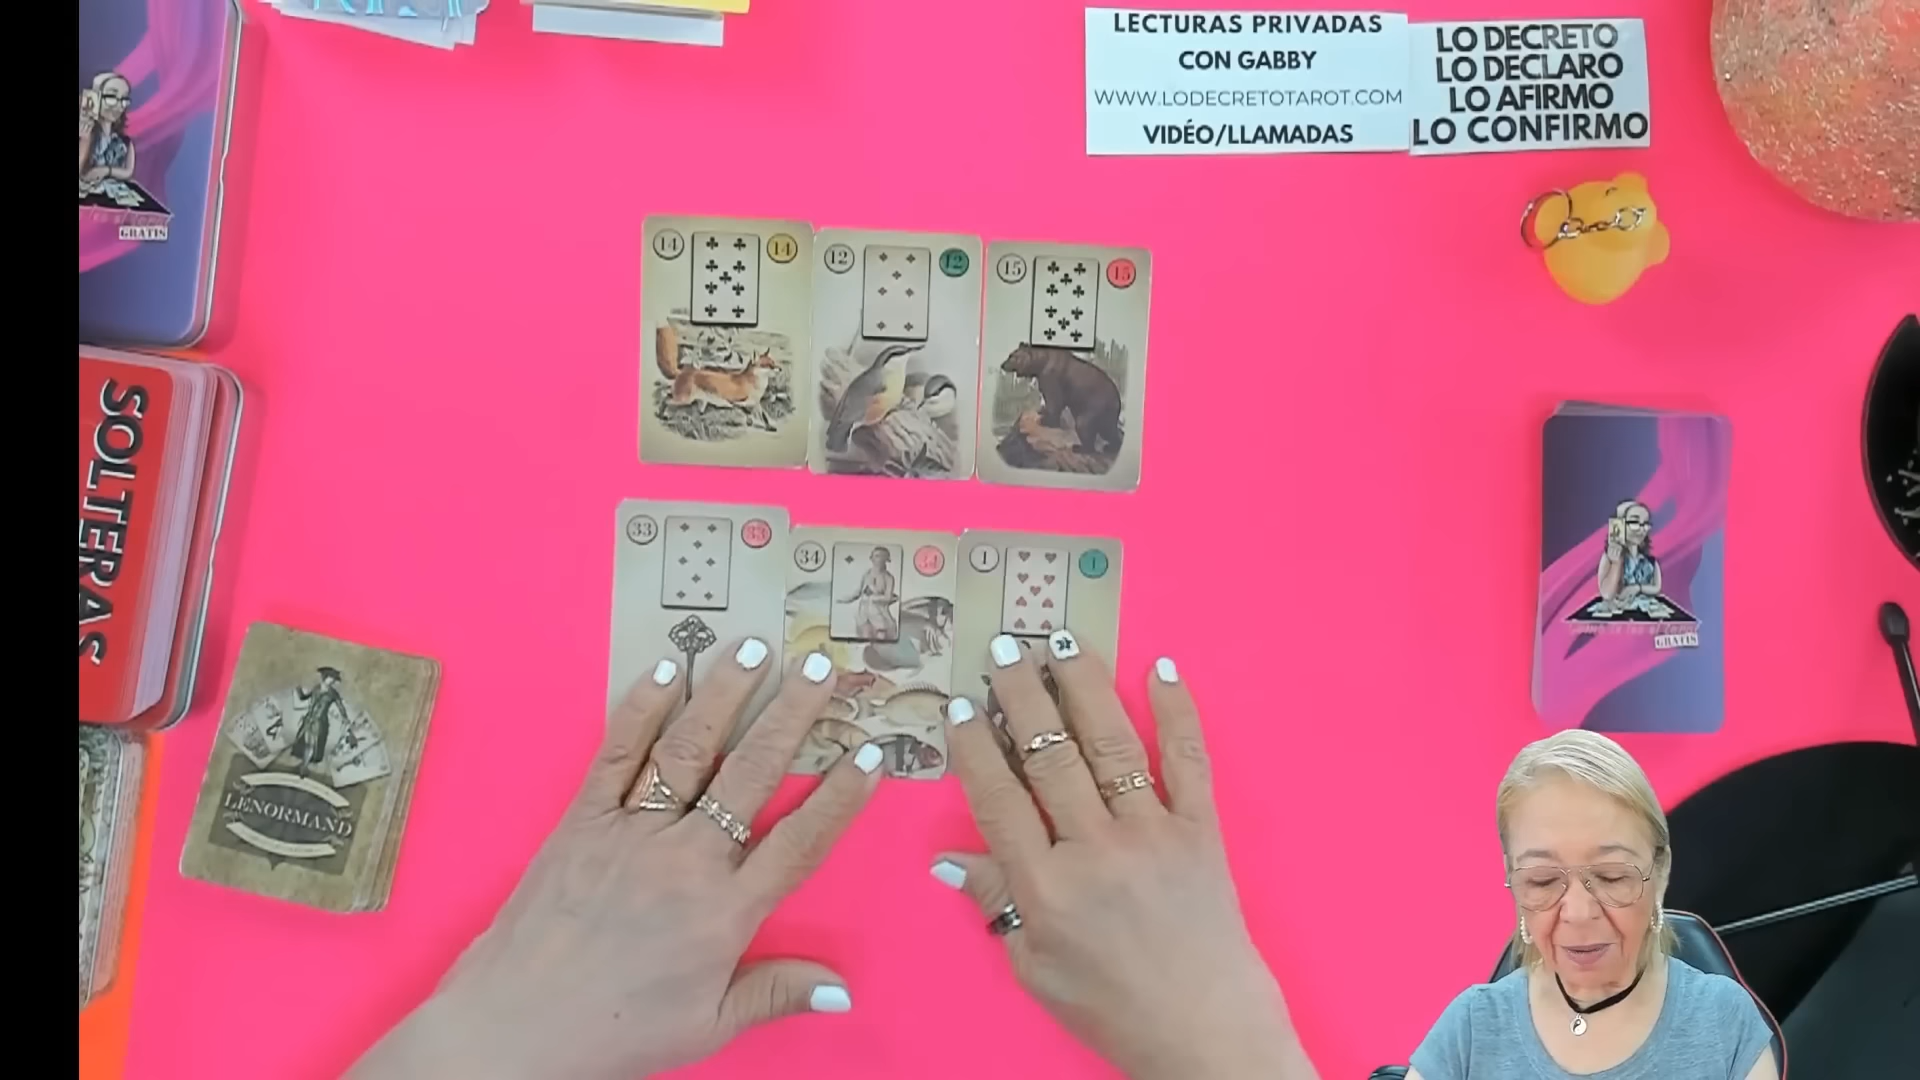 LECTURAS PRIVADAS
CON GABBY
WWW.LODECRETOTAROT.COM
VIDÉO/LLAMADAS
LO DECRETO
LO DECLARO
LO AFIRMO
LO CONFIRMO
GRATIS
14 14
12 12
15 15
SOLTERAS
33 33
34 34
1 1
LENORMAND
GRATIS